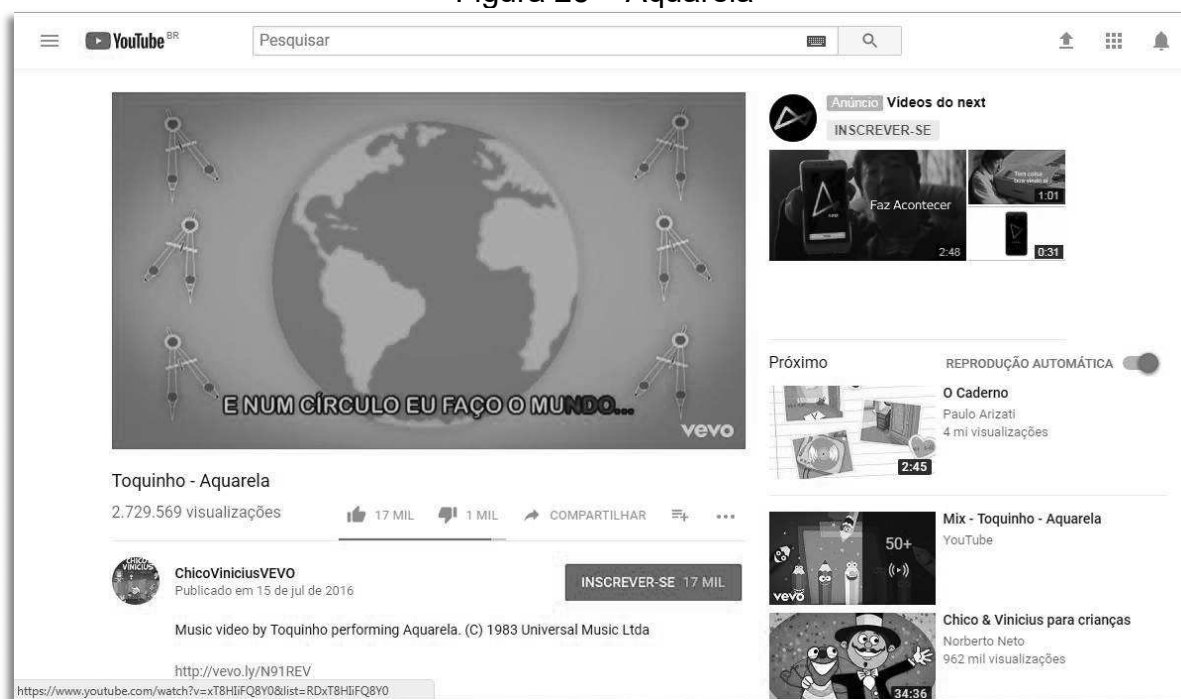 Figura 23 – Aquarela
YouTube BR
Pesquisar
E NUM CÍRCULO EU FAÇO O MUNDO...
vevo
Toquinho - Aquarela
2.729.569 visualizações
17 MIL
1 MIL
COMPARTILHAR
ChicoViniciusVEVO
Publicado em 15 de jul de 2016
INSCREVER-SE 17 MIL
Music video by Toquinho performing Aquarela. (C) 1983 Universal Music Ltda
http://vevo.ly/N91REV
https://www.youtube.com/watch?v=xT8HIiFQ8Y0&list=RDxT8HIiFQ8Y0
Anúncio Vídeos do next
INSCREVER-SE
Faz Acontecer
2:48
1:01
0:31
Próximo
REPRODUÇÃO AUTOMÁTICA
O Caderno
Paulo Arizati
4 mi visualizações
2:45
Mix - Toquinho - Aquarela
YouTube
50+
vevo
Chico & Vinicius para crianças
Norberto Neto
962 mil visualizações
34:36